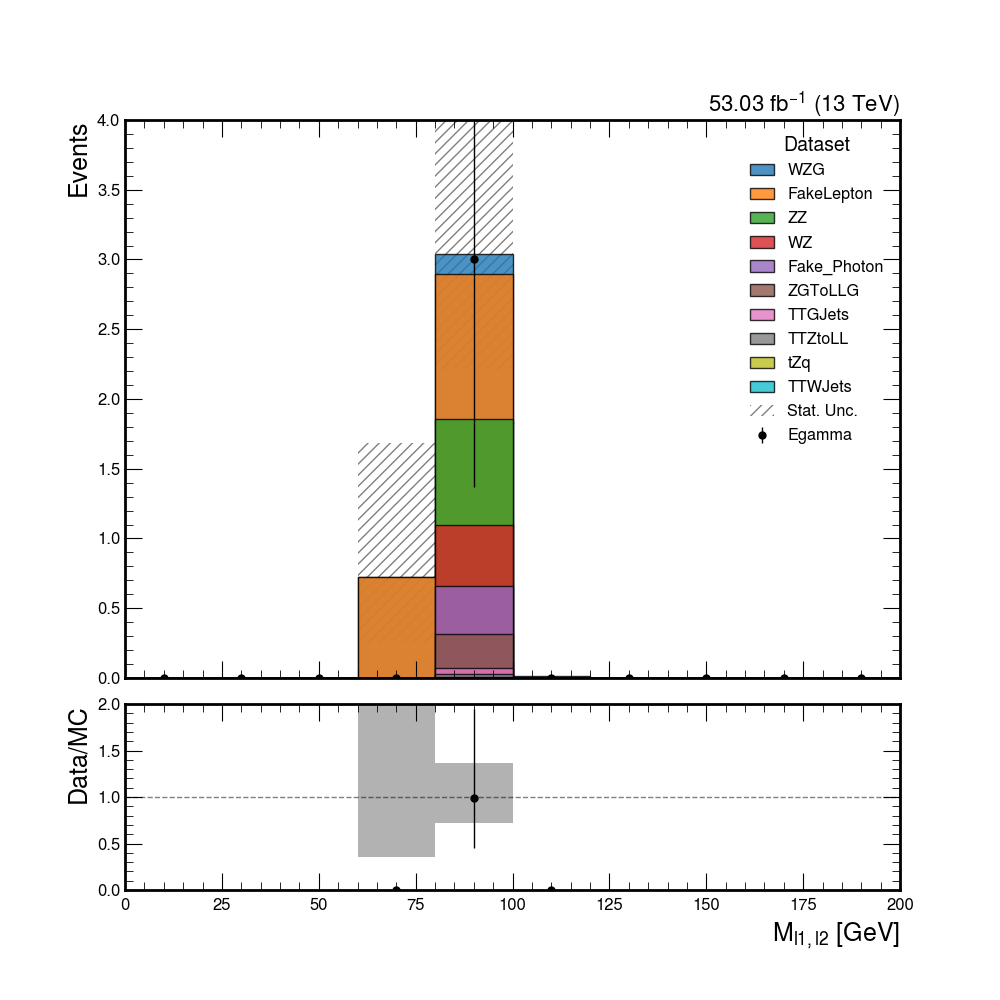 53.03 fb⁻¹ (13 TeV)
Events
4.0
3.5
3.0
2.5
2.0
1.5
1.0
0.5
0.0
Dataset
WZG
FakeLepton
ZZ
WZ
Fake_Photon
ZGToLLG
TTGJets
TTZtoLL
tZq
TTWJets
Stat. Unc.
Egamma
Data/MC
2.0
1.5
1.0
0.5
0.0
0 25 50 75 100 125 150 175 200
M_{l1, l2} [GeV]